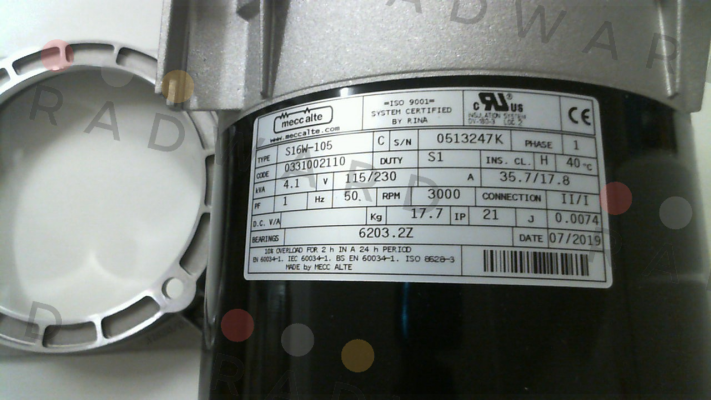 RADWAR
meccalte
www.meccalte.com
=ISO 9001=
SYSTEM CERTIFIED
BY RINA
C US
CE
TYPE S16W-105 C S/N 0513247K PHASE 1
CODE 0331002110 DUTY S1 INS. CL. H 40°C
kVA 4.1 V 115/230 A 35.7/17.8
PF 1 Hz 50. RPM 3000 CONNECTION II/I
D.C. V/A Kg 17.7 IP 21 J 0.0074
BEARINGS 6203.2Z DATE 07/2019
10% OVERLOAD FOR 2 h IN A 24 h PERIOD
EN 60034-1. IEC 60034-1. BS EN 60034-1. ISO 8528-3
MADE by MECC ALTE
RADWAR